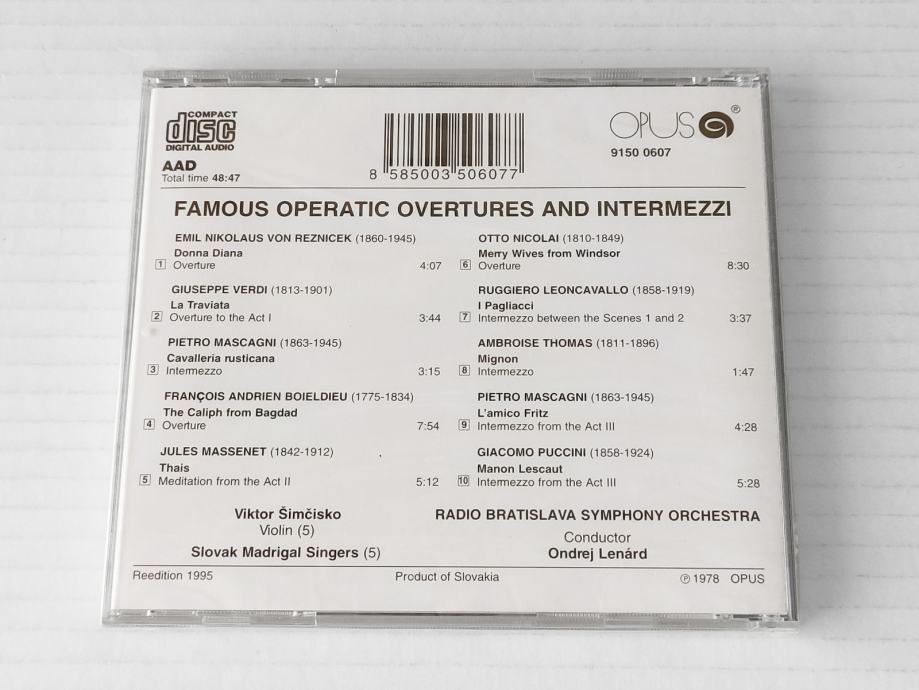 COMPACT
disc
DIGITAL AUDIO
AAD
Total time 48:47
8 585003 506077
OPUS ®
9150 0607
FAMOUS OPERATIC OVERTURES AND INTERMEZZI
EMIL NIKOLAUS VON REZNICEK (1860-1945)
Donna Diana
1 Overture 4:07
GIUSEPPE VERDI (1813-1901)
La Traviata
2 Overture to the Act I 3:44
PIETRO MASCAGNI (1863-1945)
Cavalleria rusticana
3 Intermezzo 3:15
FRANÇOIS ANDRIEN BOIELDIEU (1775-1834)
The Caliph from Bagdad
4 Overture 7:54
JULES MASSENET (1842-1912)
Thais
5 Meditation from the Act II 5:12
OTTO NICOLAI (1810-1849)
Merry Wives from Windsor
6 Overture 8:30
RUGGIERO LEONCAVALLO (1858-1919)
I Pagliacci
7 Intermezzo between the Scenes 1 and 2 3:37
AMBROISE THOMAS (1811-1896)
Mignon
8 Intermezzo 1:47
PIETRO MASCAGNI (1863-1945)
L'amico Fritz
9 Intermezzo from the Act III 4:28
GIACOMO PUCCINI (1858-1924)
Manon Lescaut
10 Intermezzo from the Act III 5:28
Viktor Šimčisko
Violin (5)
Slovak Madrigal Singers (5)
RADIO BRATISLAVA SYMPHONY ORCHESTRA
Conductor
Ondrej Lenárd
Reedition 1995 Product of Slovakia ℗ 1978 OPUS